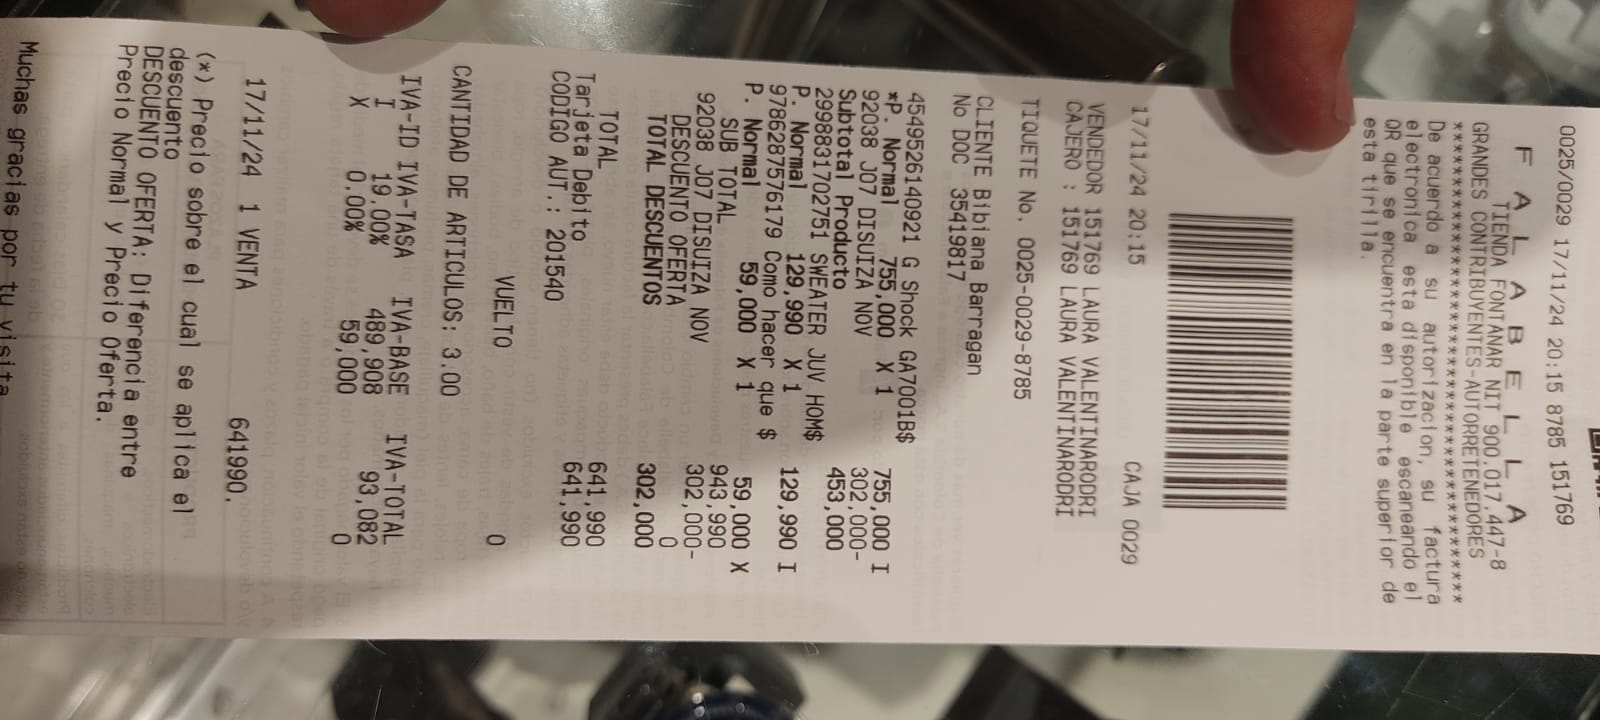 0025/0029 17/11/24 20:15 8785 151769
F A L A B E L L A
TIENDA FONTANAR NIT 900.017.447-8
GRANDES CONTRIBUYENTES-AUTORRETENEDORES
****************************************
De acuerdo a su autorizacion, su factura
electronica esta disponible escaneando el
QR que se encuentra en la parte superior de
esta tirilla.
17/11/24 20:15 CAJA 0029
VENDEDOR 151769 LAURA VALENTINARODRI
CAJERO : 151769 LAURA VALENTINARODRI
TIQUETE No. 0025-0029-8785
CLIENTE Bibiana Barragan
No DOC 35419817
4549526140921 G Shock GA7001B$ 755,000 I
*P. Normal 755,000 X 1
92038 J07 DISUIZA NOV 302,000-
Subtotal Producto 453,000
2998831702751 SWEATER JUV HOM$ 129,990 I
P. Normal 129,990 X 1
9786287576179 Como hacer que $ 59,000 X
P. Normal 59,000 X 1
SUB TOTAL 943,990
92038 J07 DISUIZA NOV 302,000-
DESCUENTO OFERTA 0
TOTAL DESCUENTOS 302,000
TOTAL 641,990
Tarjeta Debito 641,990
CODIGO AUT.: 201540
VUELTO 0
CANTIDAD DE ARTICULOS: 3.00
IVA-ID IVA-TASA IVA-BASE IVA-TOTAL
I 19.00% 489,908 93,082
X 0.00% 59,000 0
17/11/24 1 VENTA 641990.
(*) Precio sobre el cual se aplica el
descuento
DESCUENTO OFERTA: Diferencia entre
Precio Normal y Precio Oferta.
Muchas gracias por tu visita